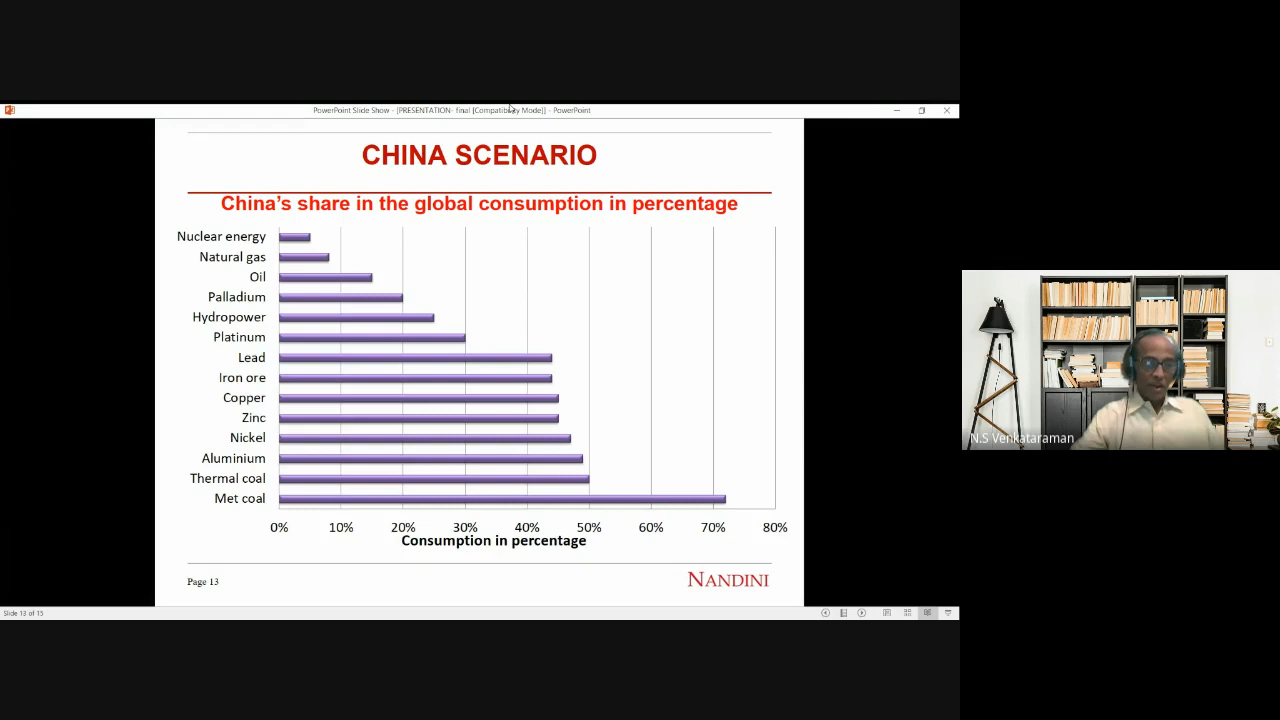 PowerPoint Slide Show - [PRESENTATION- final [Compatibility Mode]] - PowerPoint
CHINA SCENARIO
China's share in the global consumption in percentage
Nuclear energy
Natural gas
Oil
Palladium
Hydropower
Platinum
Lead
Iron ore
Copper
Zinc
Nickel
Aluminium
Thermal coal
Met coal
0% 10% 20% 30% 40% 50% 60% 70% 80%
Consumption in percentage
Page 13
NANDINI
Slide 13 of 15
N.S Venkataraman